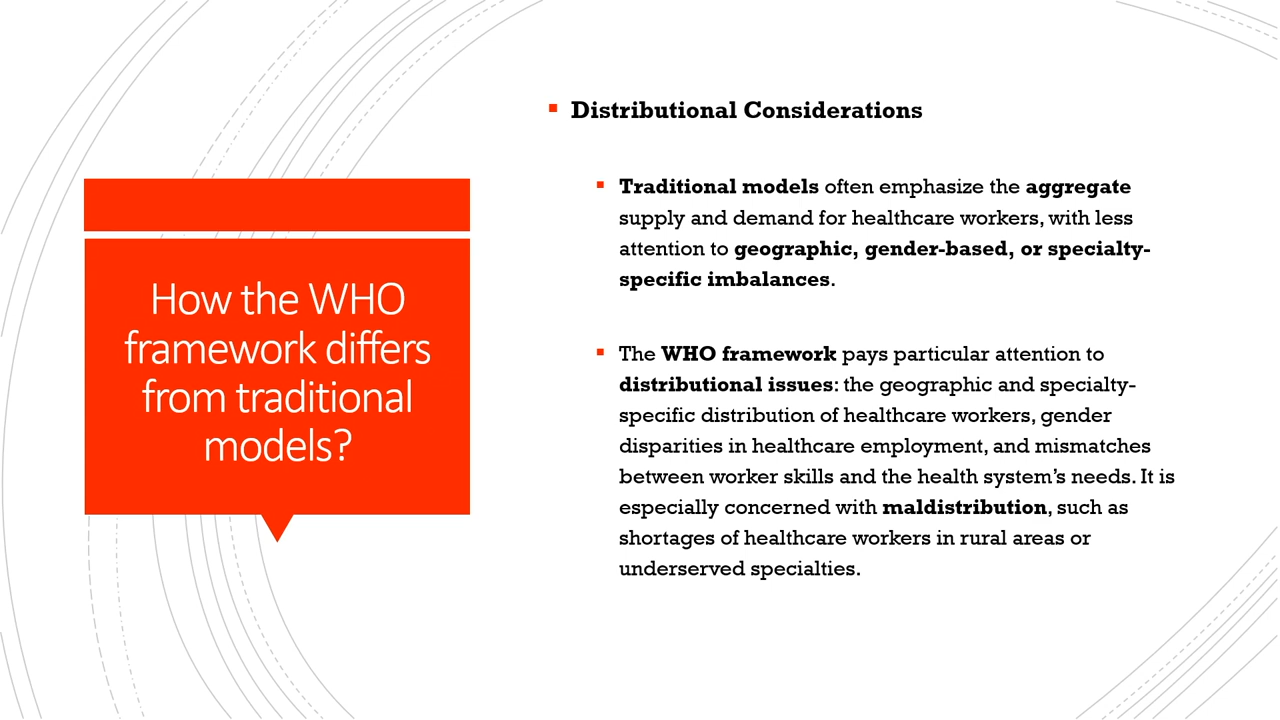 How the WHO
framework differs
from traditional
models?
Distributional Considerations
Traditional models often emphasize the aggregate
supply and demand for healthcare workers, with less
attention to geographic, gender-based, or specialty-
specific imbalances.
The WHO framework pays particular attention to
distributional issues: the geographic and specialty-
specific distribution of healthcare workers, gender
disparities in healthcare employment, and mismatches
between worker skills and the health system’s needs. It is
especially concerned with maldistribution, such as
shortages of healthcare workers in rural areas or
underserved specialties.